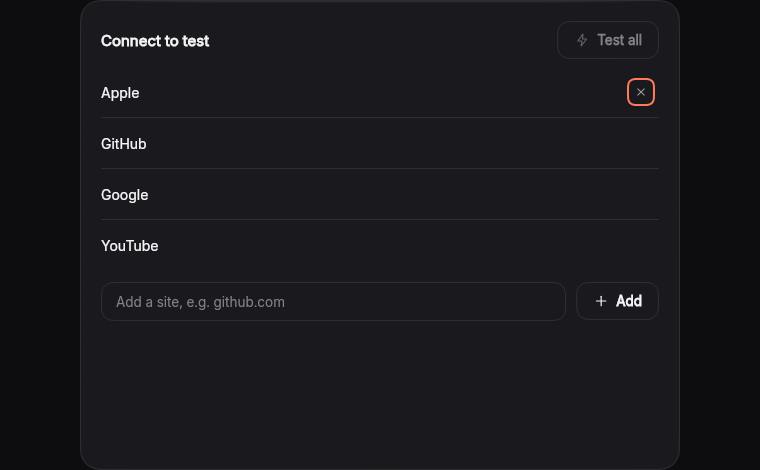 Connect to test
Test all
Apple
GitHub
Google
YouTube
Add a site, e.g. github.com
Add